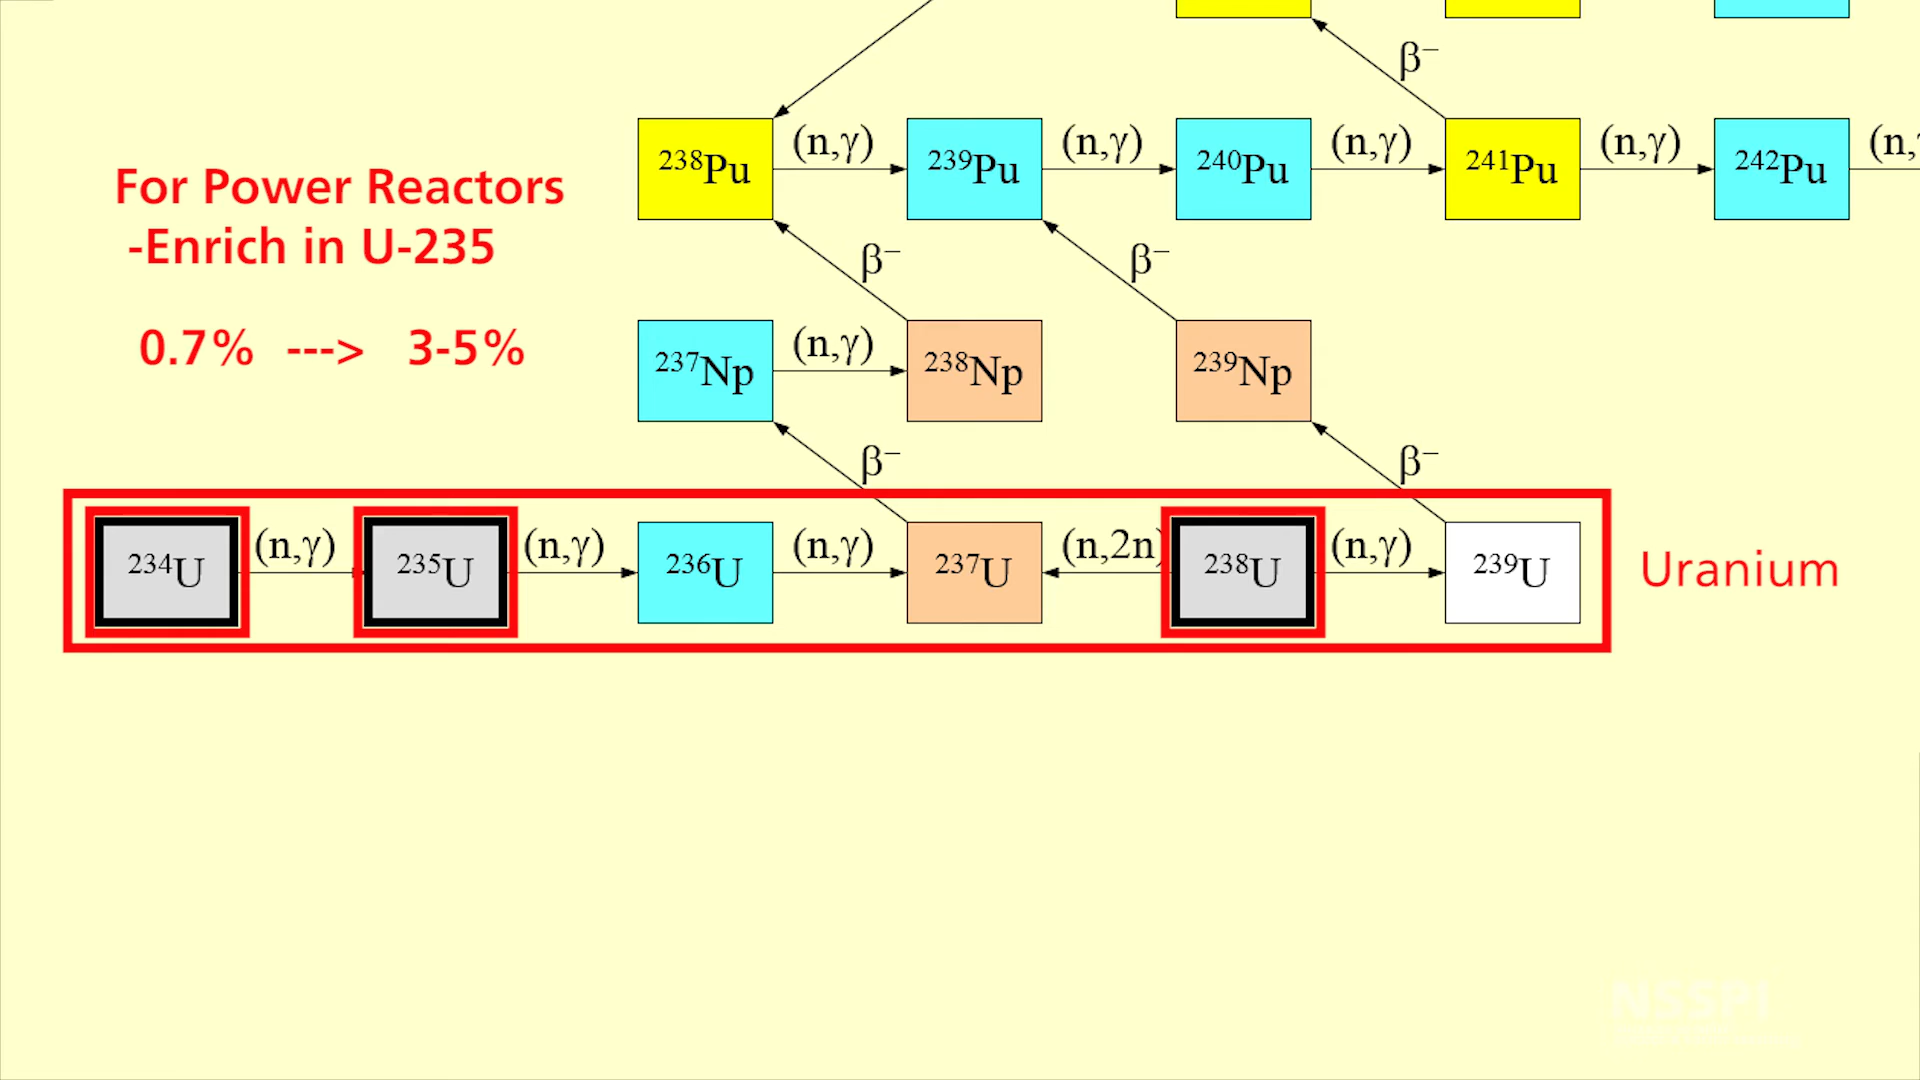 β⁻
(n,γ) (n,γ) (n,γ) (n,γ) (n,
²³⁸Pu ²³⁹Pu ²⁴⁰Pu ²⁴¹Pu ²⁴²Pu
For Power Reactors
-Enrich in U-235
β⁻ β⁻
0.7% ---> 3-5%
(n,γ)
²³⁷Np ²³⁸Np ²³⁹Np
β⁻ β⁻
(n,γ) (n,γ) (n,γ) (n,2n) (n,γ)
²³⁴U ²³⁵U ²³⁶U ²³⁷U ²³⁸U ²³⁹U
Uranium
NSSPI